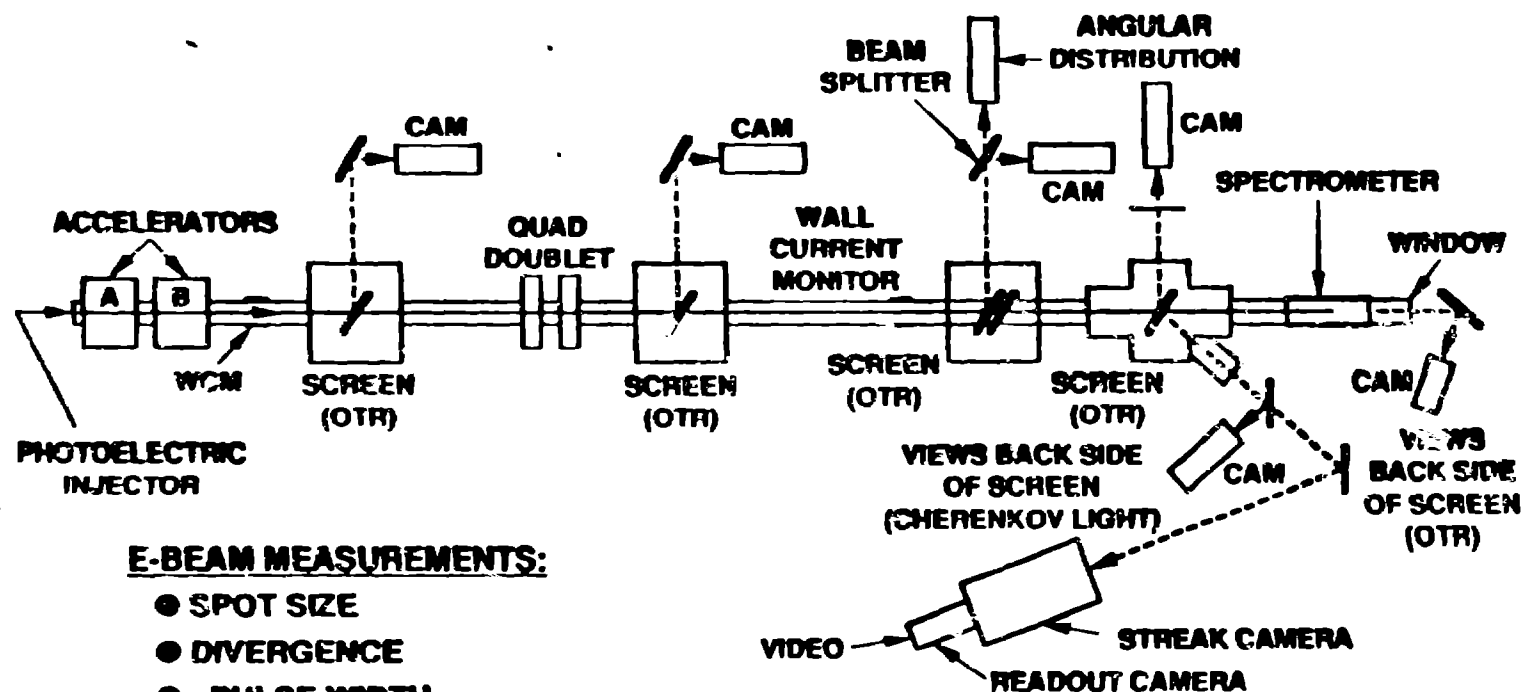 ANGULAR
DISTRIBUTION
BEAM
SPLITTER
CAM
CAM
CAM
CAM
SPECTROMETER
WINDOW
ACCELERATORS
QUAD
DOUBLET
WALL
CURRENT
MONITOR
A
B
WCM
SCREEN
(OTR)
SCREEN
(OTR)
SCREEN
(OTR)
SCREEN
(OTR)
CAM
PHOTOELECTRIC
INJECTOR
VIEWS BACK SIDE
OF SCREEN
(CHERENKOV LIGHT)
CAM
VIEWS
BACK SIDE
OF SCREEN
(OTR)
E-BEAM MEASUREMENTS:
● SPOT SIZE
● DIVERGENCE
VIDEO
STREAK CAMERA
READOUT CAMERA